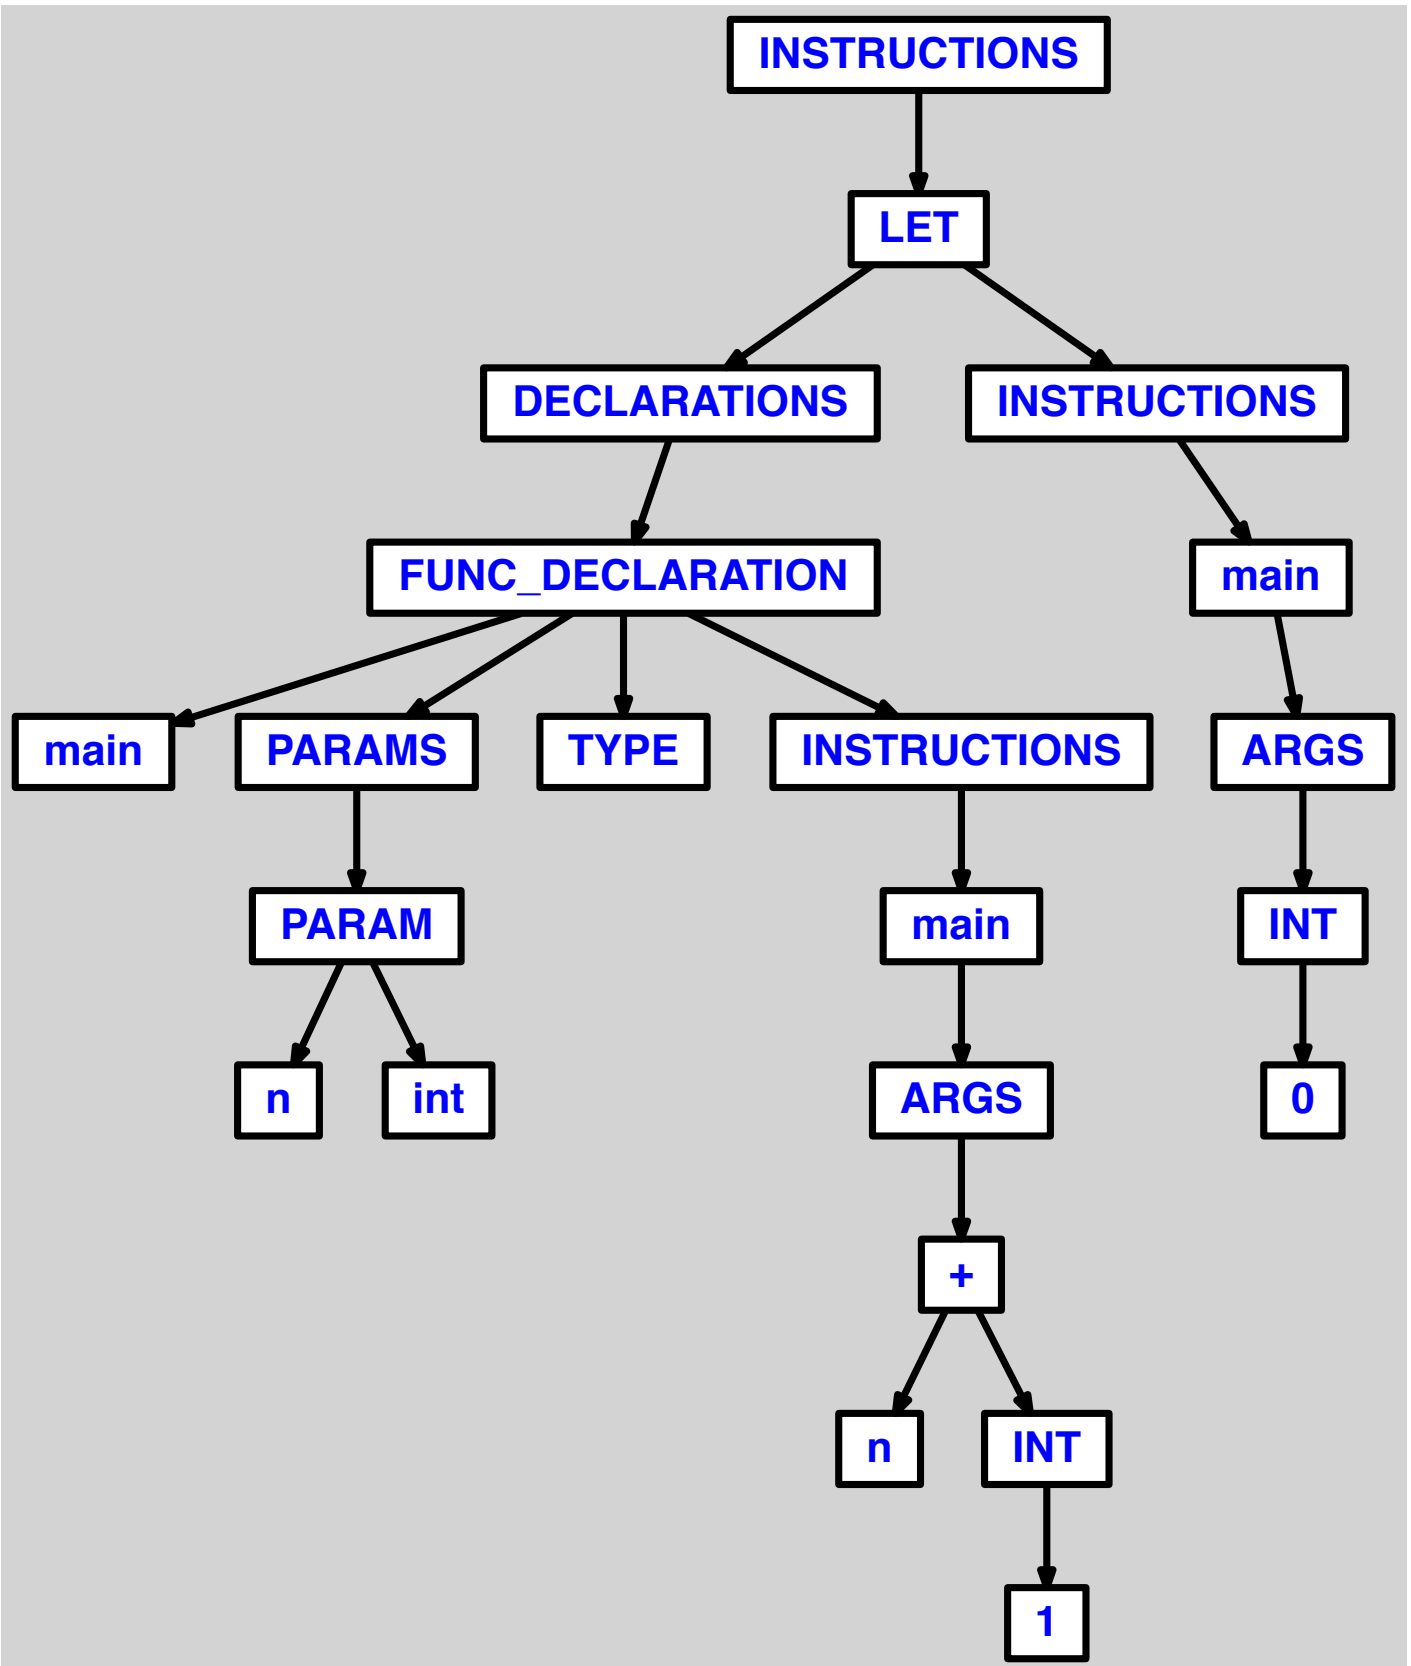 INSTRUCTIONS
LET
DECLARATIONS
INSTRUCTIONS
FUNC_DECLARATION
main
main
PARAMS
TYPE
INSTRUCTIONS
ARGS
PARAM
main
INT
n
int
ARGS
0
+
n
INT
1